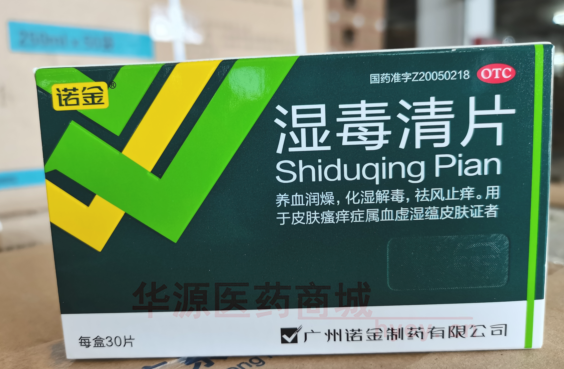 250ml×
诺金®
国药准字Z20050218 OTC
湿毒清片
Shiduqing Pian
养血润燥，化湿解毒，祛风止痒。用
于皮肤瘙痒症属血虚湿蕴皮肤证者
华源医药商城
每盒30片
广州诺金制药有限公司